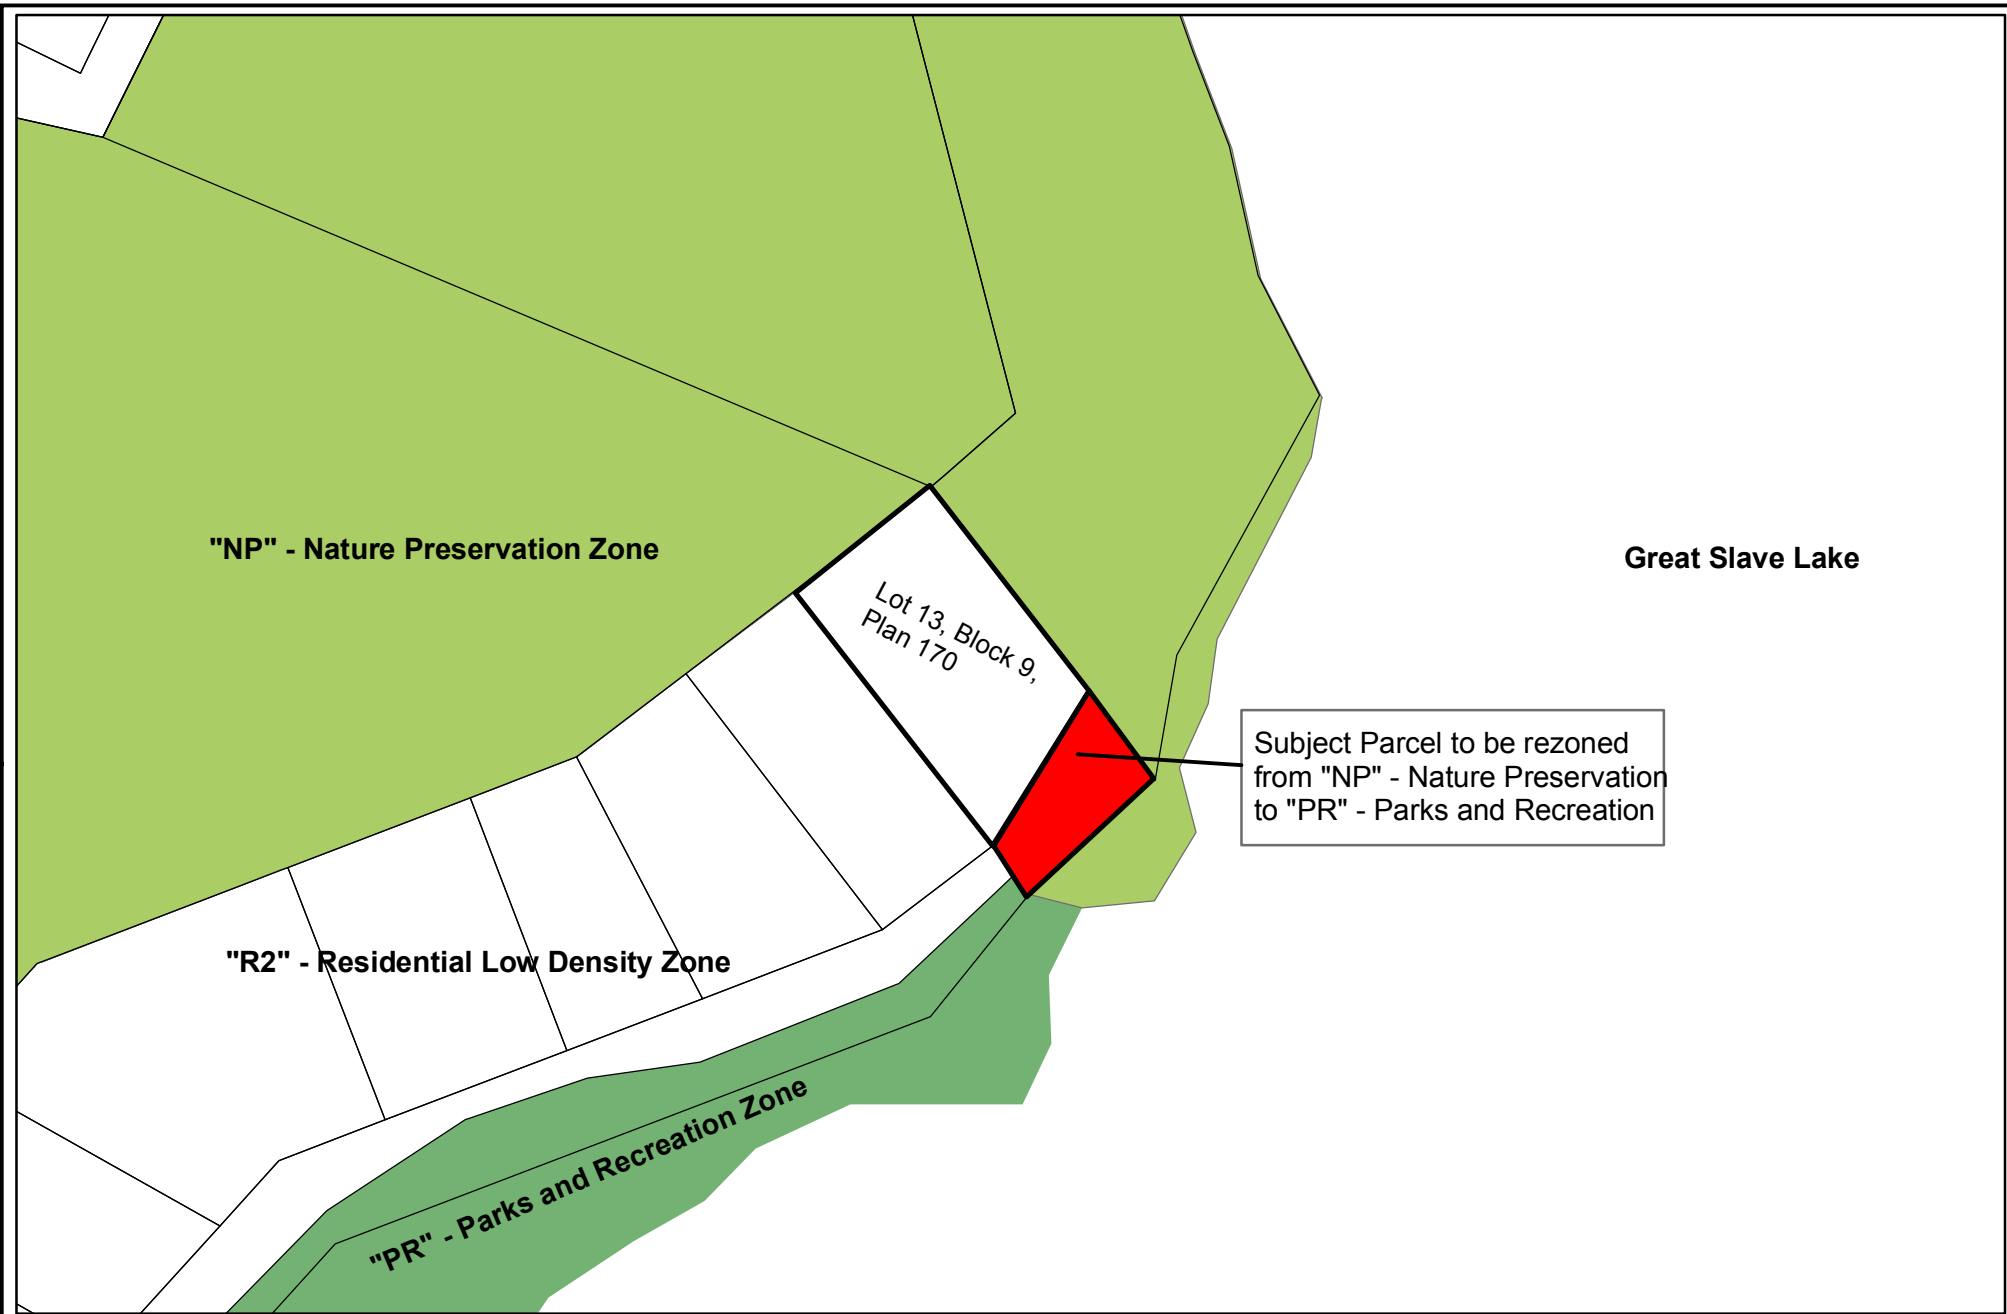 "NP" - Nature Preservation Zone
Great Slave Lake
Lot 13, Block 9,
Plan 170
Subject Parcel to be rezoned
from "NP" - Nature Preservation
to "PR" - Parks and Recreation
"R2" - Residential Low Density Zone
"PR" - Parks and Recreation Zone